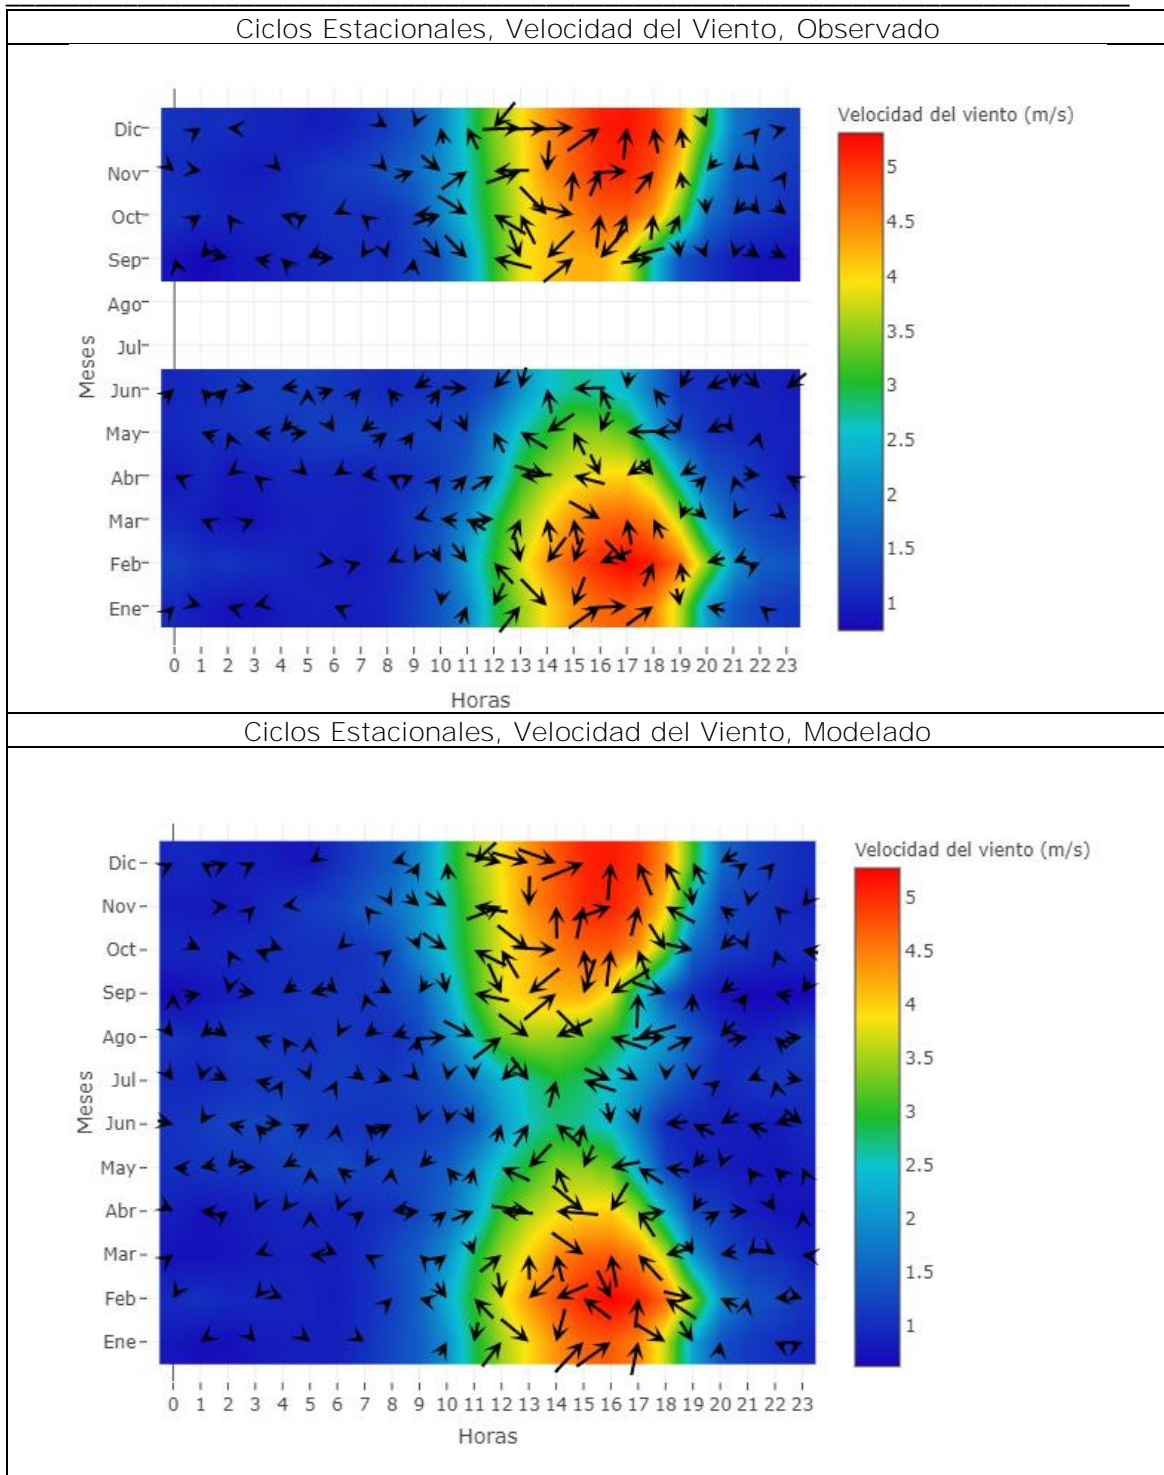 Ciclos Estacionales, Velocidad del Viento, Observado
Velocidad del viento (m/s)
Dic
Nov
Oct
Sep
Ago
Jul
Jun
May
Abr
Mar
Feb
Ene
Meses
5
4.5
4
3.5
3
2.5
2
1.5
1
0 1 2 3 4 5 6 7 8 9 10 11 12 13 14 15 16 17 18 19 20 21 22 23
Horas
Ciclos Estacionales, Velocidad del Viento, Modelado
Velocidad del viento (m/s)
Dic
Nov
Oct
Sep
Ago
Jul
Jun
May
Abr
Mar
Feb
Ene
Meses
5
4.5
4
3.5
3
2.5
2
1.5
1
0 1 2 3 4 5 6 7 8 9 10 11 12 13 14 15 16 17 18 19 20 21 22 23
Horas